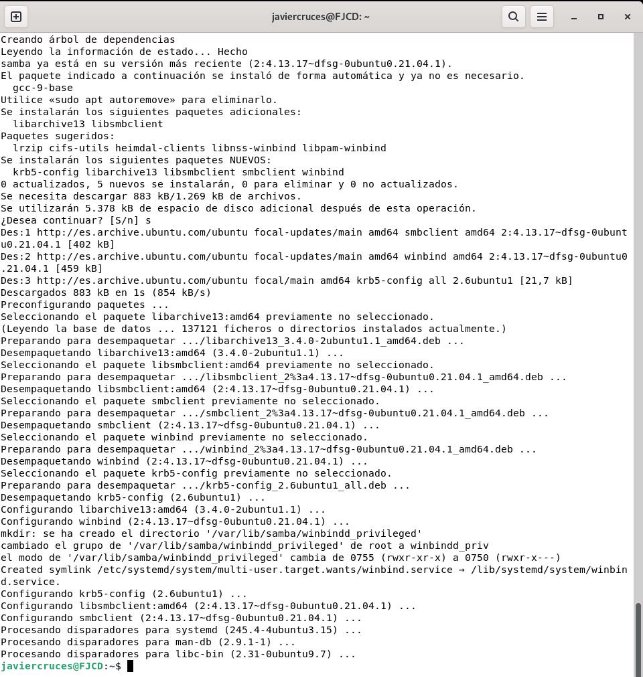 javiercruces@FJCD: ~
Creando árbol de dependencias
Leyendo la información de estado... Hecho
samba ya está en su versión más reciente (2:4.13.17~dfsg-0ubuntu0.21.04.1).
El paquete indicado a continuación se instaló de forma automática y ya no es necesario.
  gcc-9-base
Utilice «sudo apt autoremove» para eliminarlo.
Se instalarán los siguientes paquetes adicionales:
  libarchive13 libsmbclient
Paquetes sugeridos:
  lrzip cifs-utils heimdal-clients libnss-winbind libpam-winbind
Se instalarán los siguientes paquetes NUEVOS:
  krb5-config libarchive13 libsmbclient smbclient winbind
0 actualizados, 5 nuevos se instalarán, 0 para eliminar y 0 no actualizados.
Se necesita descargar 883 kB/1.269 kB de archivos.
Se utilizarán 5.378 kB de espacio de disco adicional después de esta operación.
¿Desea continuar? [S/n] s
Des:1 http://es.archive.ubuntu.com/ubuntu focal-updates/main amd64 smbclient amd64 2:4.13.17~dfsg-0ubunt
u0.21.04.1 [402 kB]
Des:2 http://es.archive.ubuntu.com/ubuntu focal-updates/main amd64 winbind amd64 2:4.13.17~dfsg-0ubuntu0
.21.04.1 [459 kB]
Des:3 http://es.archive.ubuntu.com/ubuntu focal/main amd64 krb5-config all 2.6ubuntu1 [21,7 kB]
Descargados 883 kB en 1s (854 kB/s)
Preconfigurando paquetes ...
Seleccionando el paquete libarchive13:amd64 previamente no seleccionado.
(Leyendo la base de datos ... 137121 ficheros o directorios instalados actualmente.)
Preparando para desempaquetar .../libarchive13_3.4.0-2ubuntu1.1_amd64.deb ...
Desempaquetando libarchive13:amd64 (3.4.0-2ubuntu1.1) ...
Seleccionando el paquete libsmbclient:amd64 previamente no seleccionado.
Preparando para desempaquetar .../libsmbclient_2%3a4.13.17~dfsg-0ubuntu0.21.04.1_amd64.deb ...
Desempaquetando libsmbclient:amd64 (2:4.13.17~dfsg-0ubuntu0.21.04.1) ...
Seleccionando el paquete smbclient previamente no seleccionado.
Preparando para desempaquetar .../smbclient_2%3a4.13.17~dfsg-0ubuntu0.21.04.1_amd64.deb ...
Desempaquetando smbclient (2:4.13.17~dfsg-0ubuntu0.21.04.1) ...
Seleccionando el paquete winbind previamente no seleccionado.
Preparando para desempaquetar .../winbind_2%3a4.13.17~dfsg-0ubuntu0.21.04.1_amd64.deb ...
Desempaquetando winbind (2:4.13.17~dfsg-0ubuntu0.21.04.1) ...
Seleccionando el paquete krb5-config previamente no seleccionado.
Preparando para desempaquetar .../krb5-config_2.6ubuntu1_all.deb ...
Desempaquetando krb5-config (2.6ubuntu1) ...
Configurando libarchive13:amd64 (3.4.0-2ubuntu1.1) ...
Configurando winbind (2:4.13.17~dfsg-0ubuntu0.21.04.1) ...
mkdir: se ha creado el directorio '/var/lib/samba/winbindd_privileged'
cambiado el grupo de '/var/lib/samba/winbindd_privileged' de root a winbindd_priv
el modo de '/var/lib/samba/winbindd_privileged' cambia de 0755 (rwxr-xr-x) a 0750 (rwxr-x---)
Created symlink /etc/systemd/system/multi-user.target.wants/winbind.service → /lib/systemd/system/winbin
d.service.
Configurando krb5-config (2.6ubuntu1) ...
Configurando libsmbclient:amd64 (2:4.13.17~dfsg-0ubuntu0.21.04.1) ...
Configurando smbclient (2:4.13.17~dfsg-0ubuntu0.21.04.1) ...
Procesando disparadores para systemd (245.4-4ubuntu3.15) ...
Procesando disparadores para man-db (2.9.1-1) ...
Procesando disparadores para libc-bin (2.31-0ubuntu9.7) ...
javiercruces@FJCD:~$